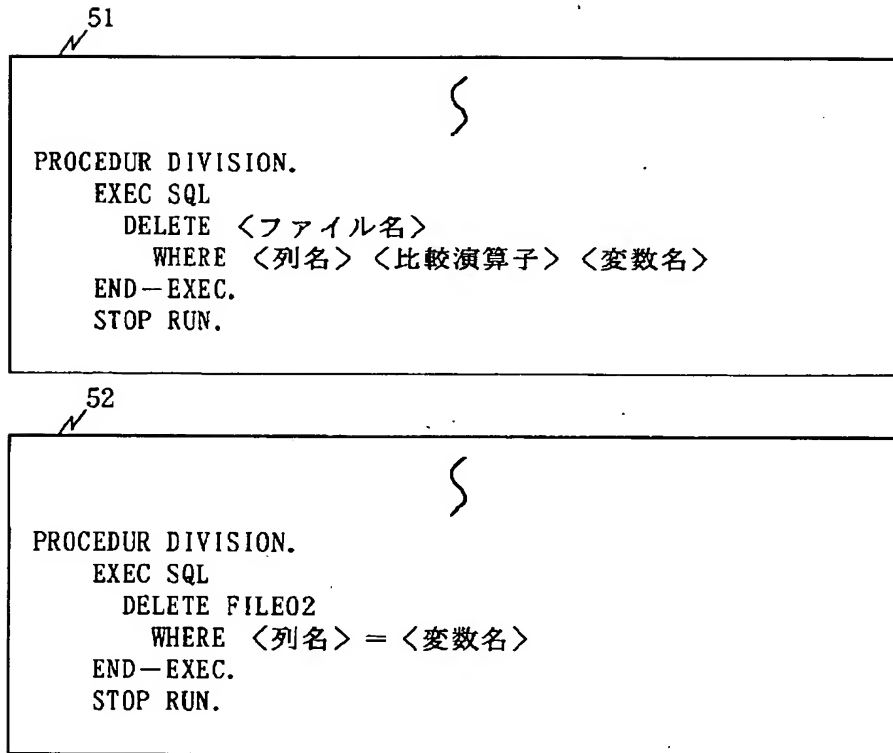 51
PROCEDUR DIVISION.
EXEC SQL
DELETE <ファイル名>
WHERE <列名> <比較演算子> <変数名>
END-EXEC.
STOP RUN.
52
PROCEDUR DIVISION.
EXEC SQL
DELETE FILE02
WHERE <列名> = <変数名>
END-EXEC.
STOP RUN.